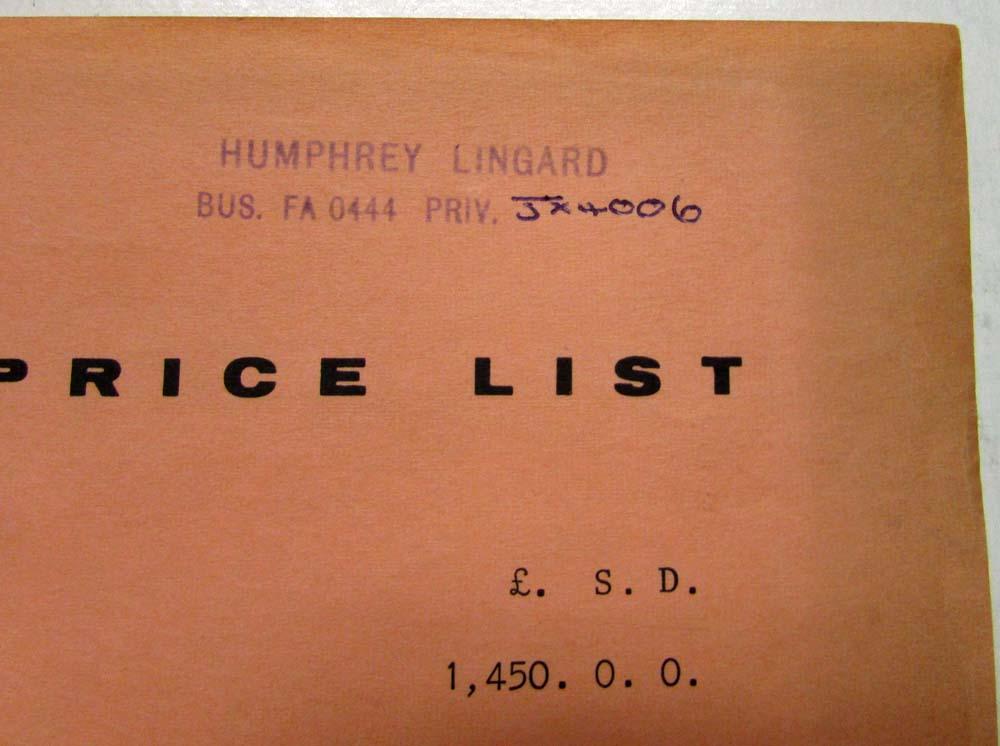 HUMPHREY LINGARD
BUS. FA 0444 PRIV. JX4006
PRICE LIST
£. S. D.
1,450. 0. 0.